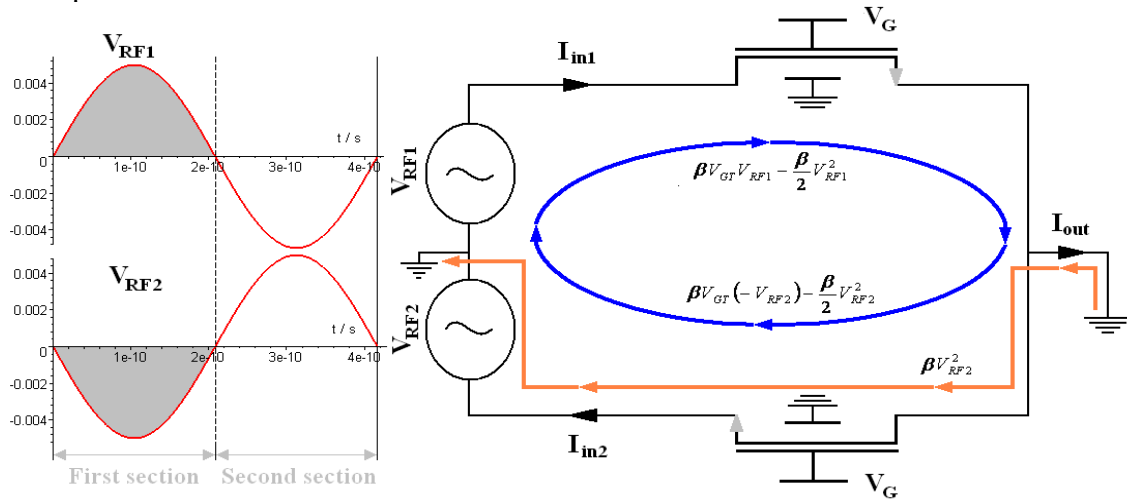 V_RF1
0.004
0.002
0
-0.002
-0.004
t / s
1e-10 2e-10 3e-10 4e-10
V_RF2
0.004
0.002
0
-0.002
-0.004
t / s
1e-10 2e-10 3e-10 4e-10
First section
Second section
V_G
I_in1
V_RF1
βV_GT V_RF1 − β/2 V²_RF1
I_out
V_RF2
βV_GT(−V_RF2) − β/2 V²_RF2
βV²_RF2
I_in2
V_G